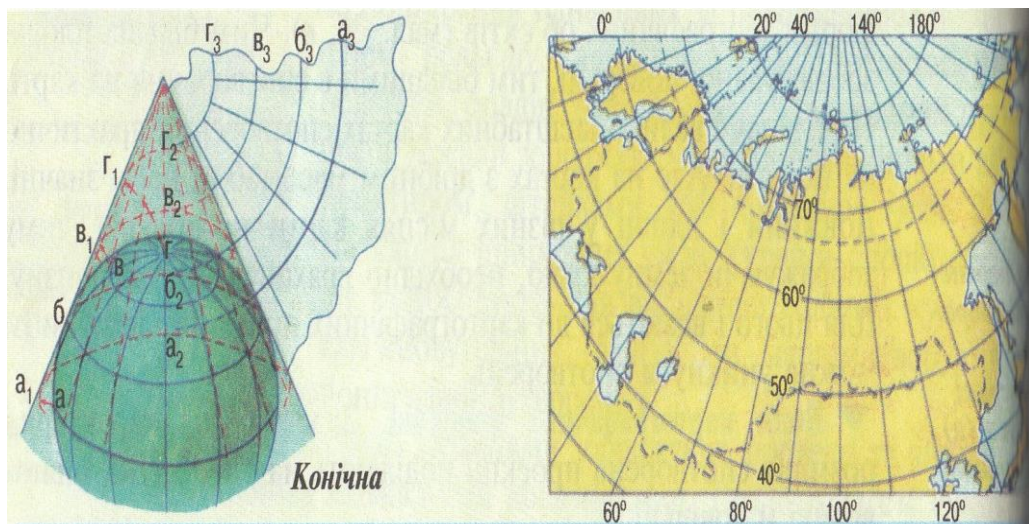 г₃ в₃ б₃ а₃
г₂
г₁
в₂
в₁
в г
б₂
б
а₂
а₁ а
Конічна
0° 20° 40° 140° 180°
70°
60°
50°
40°
60° 80° 100° 120°